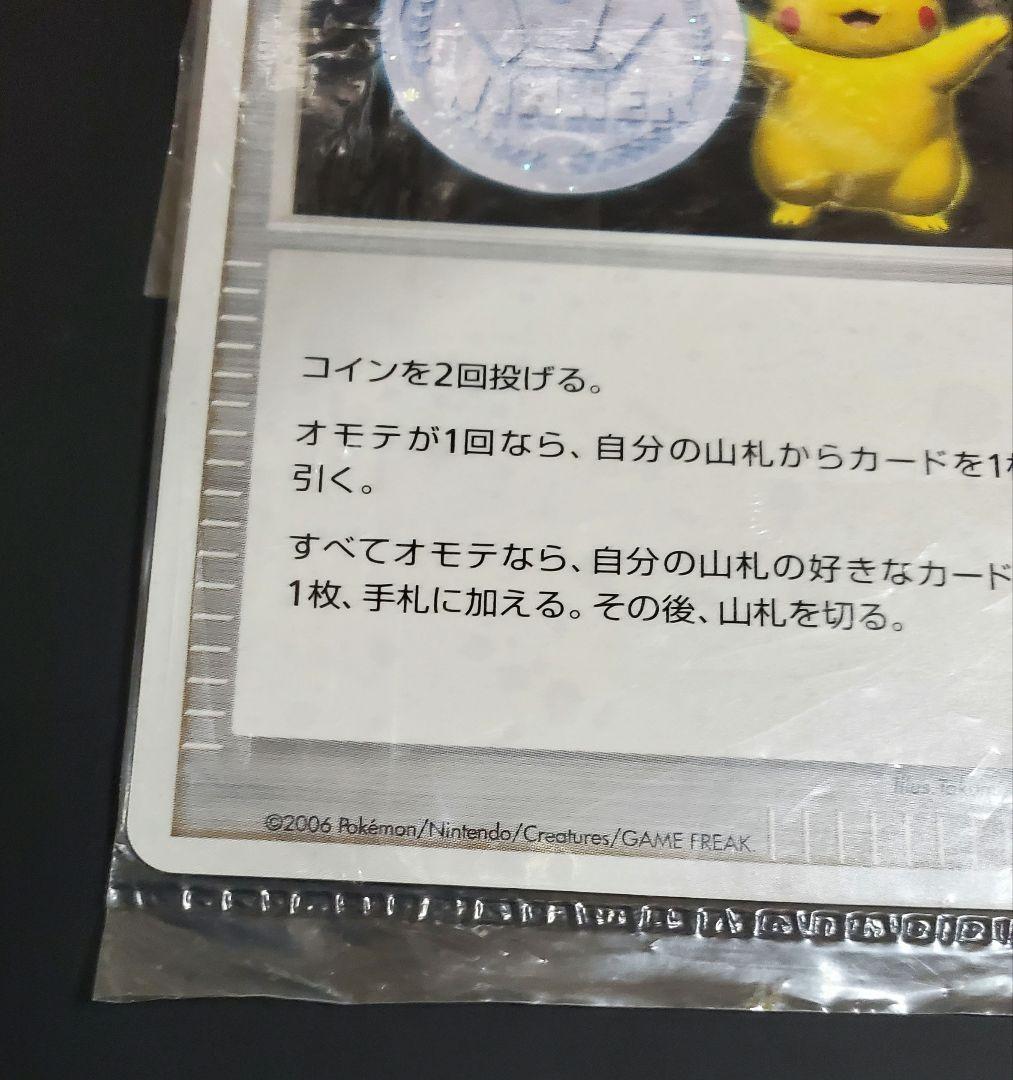 WINNER
コインを2回投げる。
オモテが1回なら、自分の山札からカードを1
引く。
すべてオモテなら、自分の山札の好きなカード
1枚、手札に加える。その後、山札を切る。
Illus.
©2006 Pokémon/Nintendo/Creatures/GAME FREAK